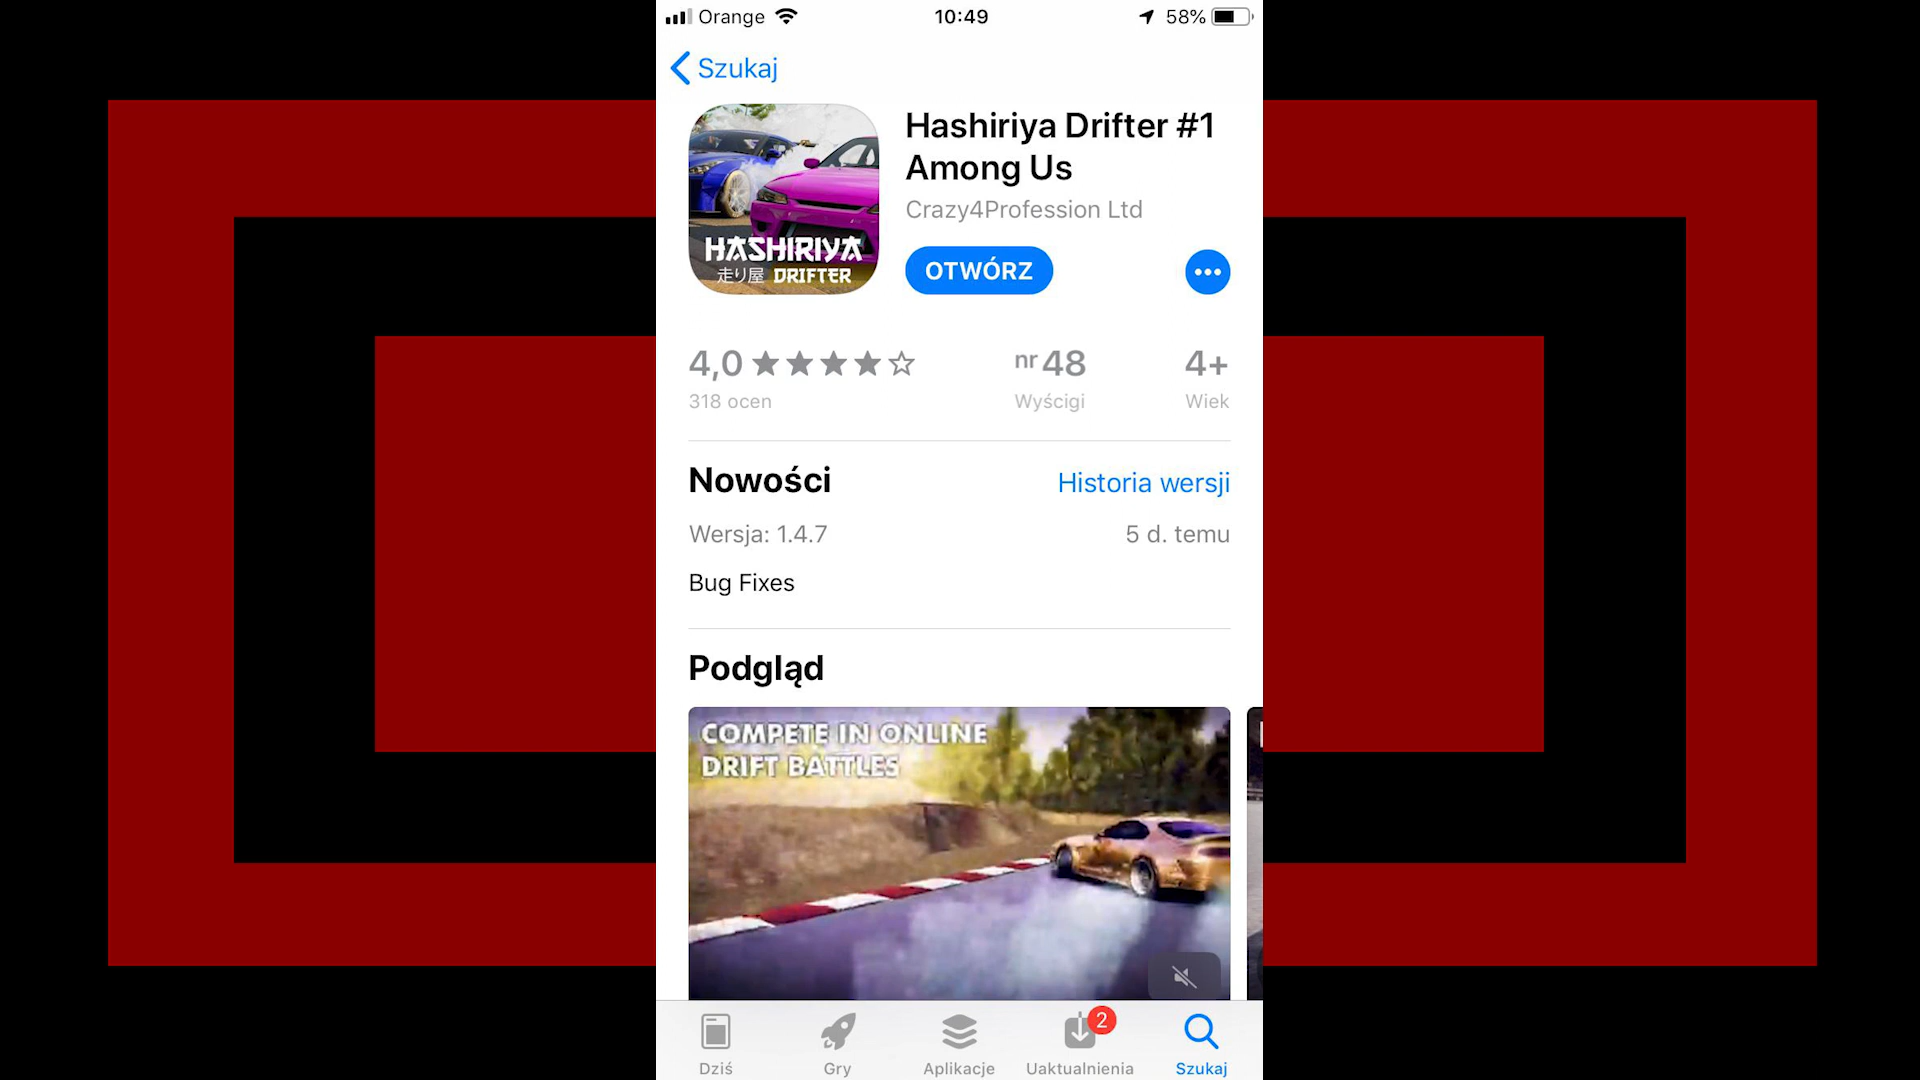 Orange
10:49
58%
Szukaj
HASHIRIYA
走り屋 DRIFTER
Hashiriya Drifter #1
Among Us
Crazy4Profession Ltd
OTWÓRZ
4,0
318 ocen
nr 48
Wyścigi
4+
Wiek
Nowości
Historia wersji
Wersja: 1.4.7
5 d. temu
Bug Fixes
Podgląd
COMPETE IN ONLINE
DRIFT BATTLES
2
Dziś
Gry
Aplikacje
Uaktualnienia
Szukaj